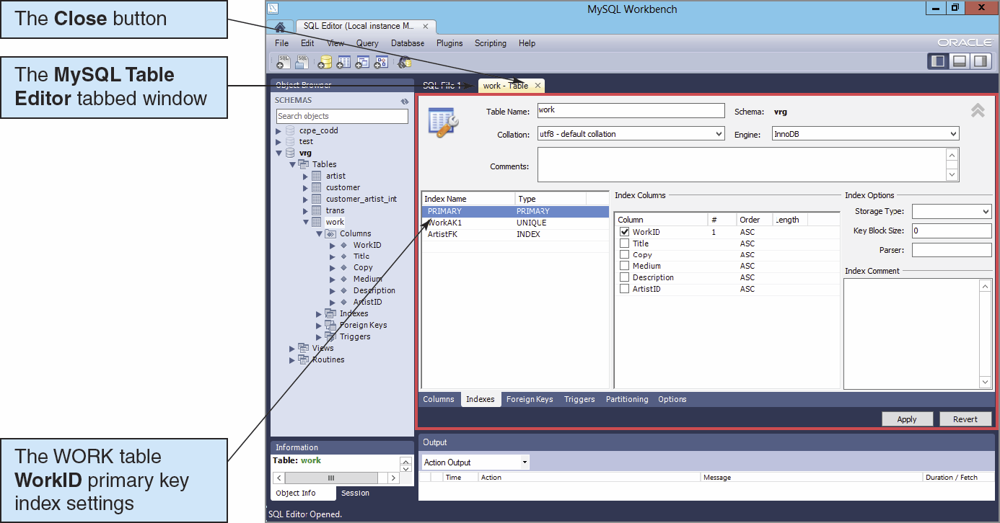 The Close button
The MySQL Table
Editor tabbed window
The WORK table
WorkID primary key
index settings
MySQL Workbench
SQL Editor (Local instance M... ×
File Edit View Query Database Plugins Scripting Help
ORACLE
SQL SQL
Object Browser
SCHEMAS
Search objects
cape_codd
test
vrg
Tables
artist
customer
customer_artist_int
trans
work
Columns
WorkID
Title
Copy
Medium
Description
ArtistID
Indexes
Foreign Keys
Triggers
Views
Routines
Information
Table: work
Object Info Session
SQL Editor Opened.
SQL File 1 work - Table ×
Table Name: work Schema: vrg
Collation: utf8 - default collation Engine: InnoDB
Comments:
Index Name Type
PRIMARY PRIMARY
WorkAK1 UNIQUE
ArtistFK INDEX
Index Columns
Column # Order Length
WorkID 1 ASC
Title ASC
Copy ASC
Medium ASC
Description ASC
ArtistID ASC
Index Options
Storage Type:
Key Block Size: 0
Parser:
Index Comment
Columns Indexes Foreign Keys Triggers Partitioning Options
Apply Revert
Output
Action Output
Time Action Message Duration / Fetch